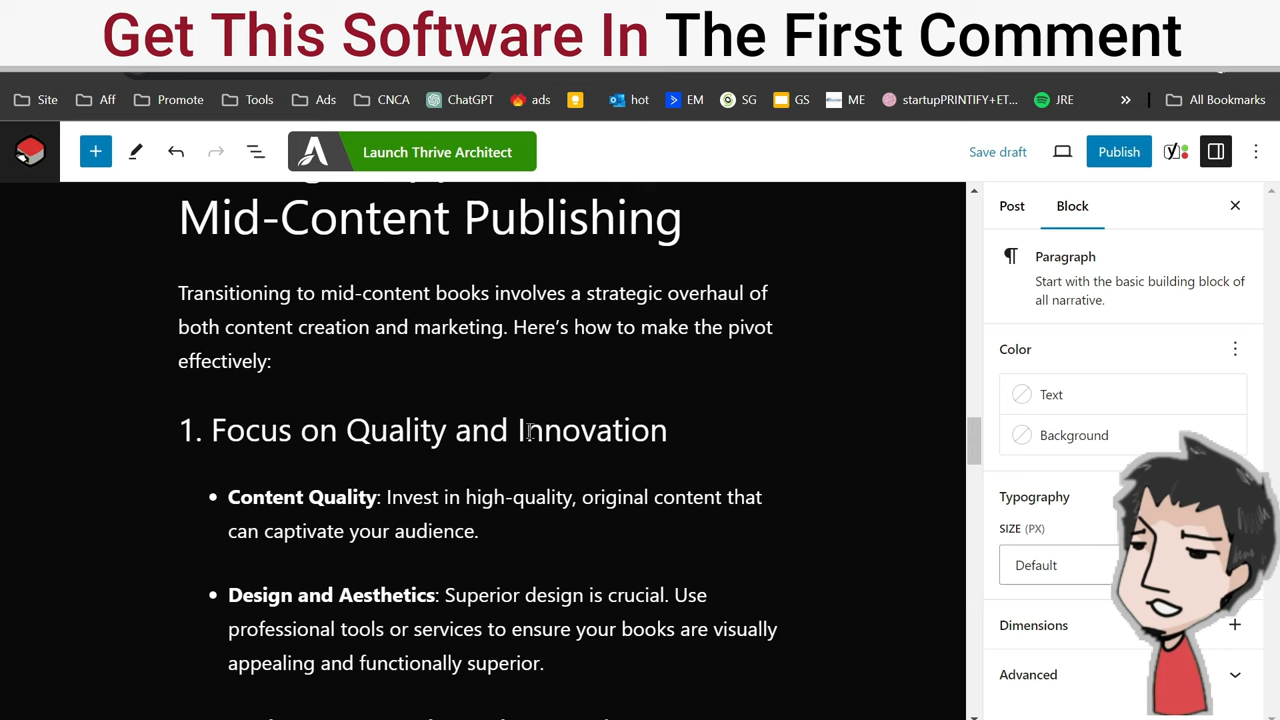 Get This Software In The First Comment
Site Aff Promote Tools Ads CNCA ChatGPT ads hot EM SG GS ME startupPRINTIFY+ET... JRE » All Bookmarks
Launch Thrive Architect Save draft Publish
Mid-Content Publishing
Transitioning to mid-content books involves a strategic overhaul of
both content creation and marketing. Here's how to make the pivot
effectively:
1. Focus on Quality and Innovation
• Content Quality: Invest in high-quality, original content that
can captivate your audience.
• Design and Aesthetics: Superior design is crucial. Use
professional tools or services to ensure your books are visually
appealing and functionally superior.
Post Block
Paragraph
Start with the basic building block of
all narrative.
Color
Text
Background
Typography
SIZE (PX)
Default
Dimensions
Advanced